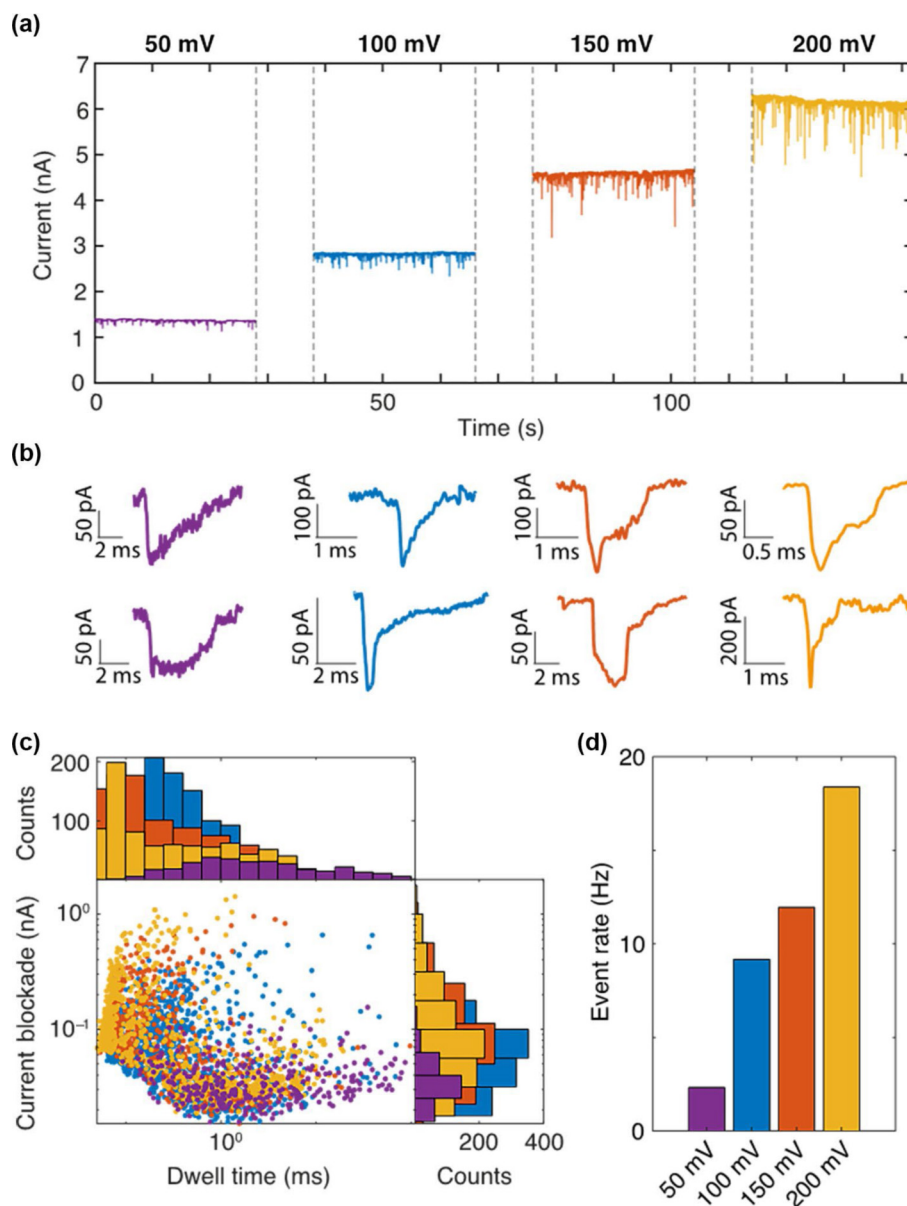 (a)
50 mV 100 mV 150 mV 200 mV
7
6
5
4
3
2
1
0
Current (nA)
0 50 100
Time (s)
(b)
50 pA
2 ms
100 pA
1 ms
100 pA
1 ms
50 pA
0.5 ms
50 pA
2 ms
50 pA
2 ms
50 pA
2 ms
200 pA
1 ms
(c)
200
100
Counts
10⁰
10⁻¹
Current blockade (nA)
10⁰
Dwell time (ms)
200 400
Counts
(d)
20
10
0
Event rate (Hz)
50 mV
100 mV
150 mV
200 mV